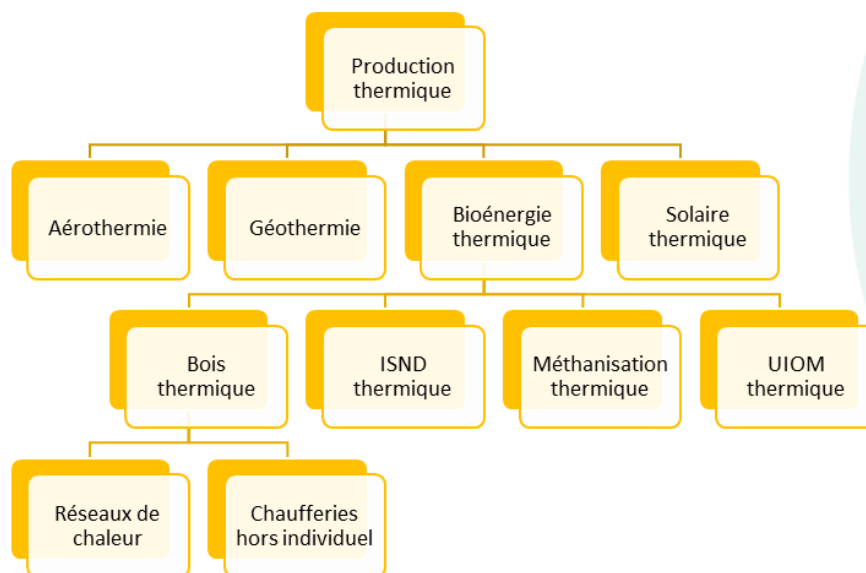 Production
thermique
Aérothermie
Géothermie
Bioénergie
thermique
Solaire
thermique
Bois
thermique
ISND
thermique
Méthanisation
thermique
UIOM
thermique
Réseaux de
chaleur
Chaufferies
hors individuel